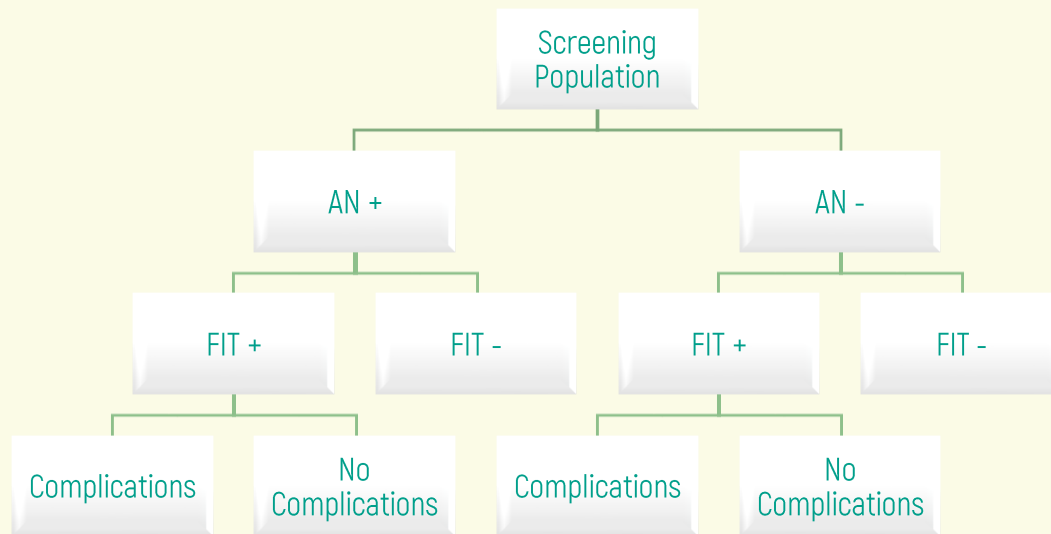 Screening
Population
AN +
AN -
FIT +
FIT -
FIT +
FIT -
Complications
No
Complications
Complications
No
Complications